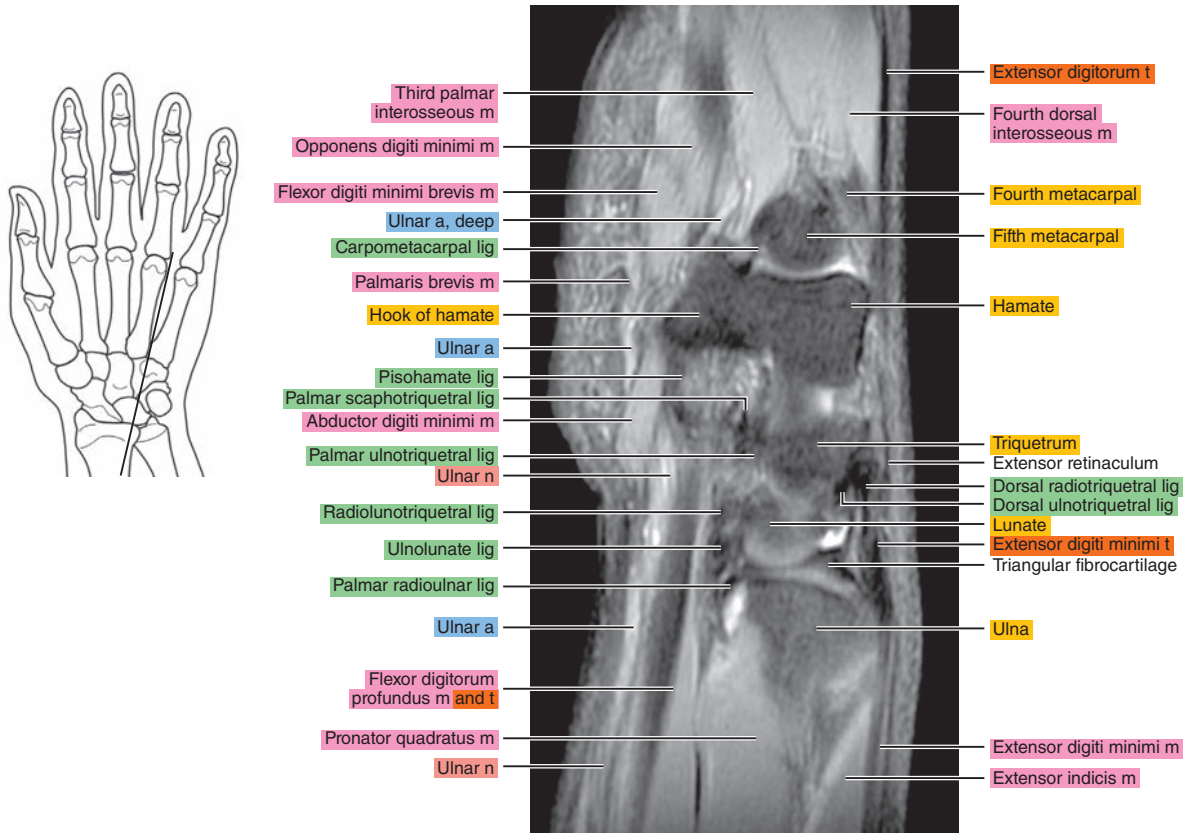 Third palmar
interosseous m
Opponens digiti minimi m
Flexor digiti minimi brevis m
Ulnar a, deep
Carpometacarpal lig
Palmaris brevis m
Hook of hamate
Ulnar a
Pisohamate lig
Palmar scaphotriquetral lig
Abductor digiti minimi m
Palmar ulnotriquetral lig
Ulnar n
Radiolunotriquetral lig
Ulnolunate lig
Palmar radioulnar lig
Ulnar a
Flexor digitorum
profundus m and t
Pronator quadratus m
Ulnar n
Extensor digitorum t
Fourth dorsal
interosseous m
Fourth metacarpal
Fifth metacarpal
Hamate
Triquetrum
Extensor retinaculum
Dorsal radiotriquetral lig
Dorsal ulnotriquetral lig
Lunate
Extensor digiti minimi t
Triangular fibrocartilage
Ulna
Extensor digiti minimi m
Extensor indicis m